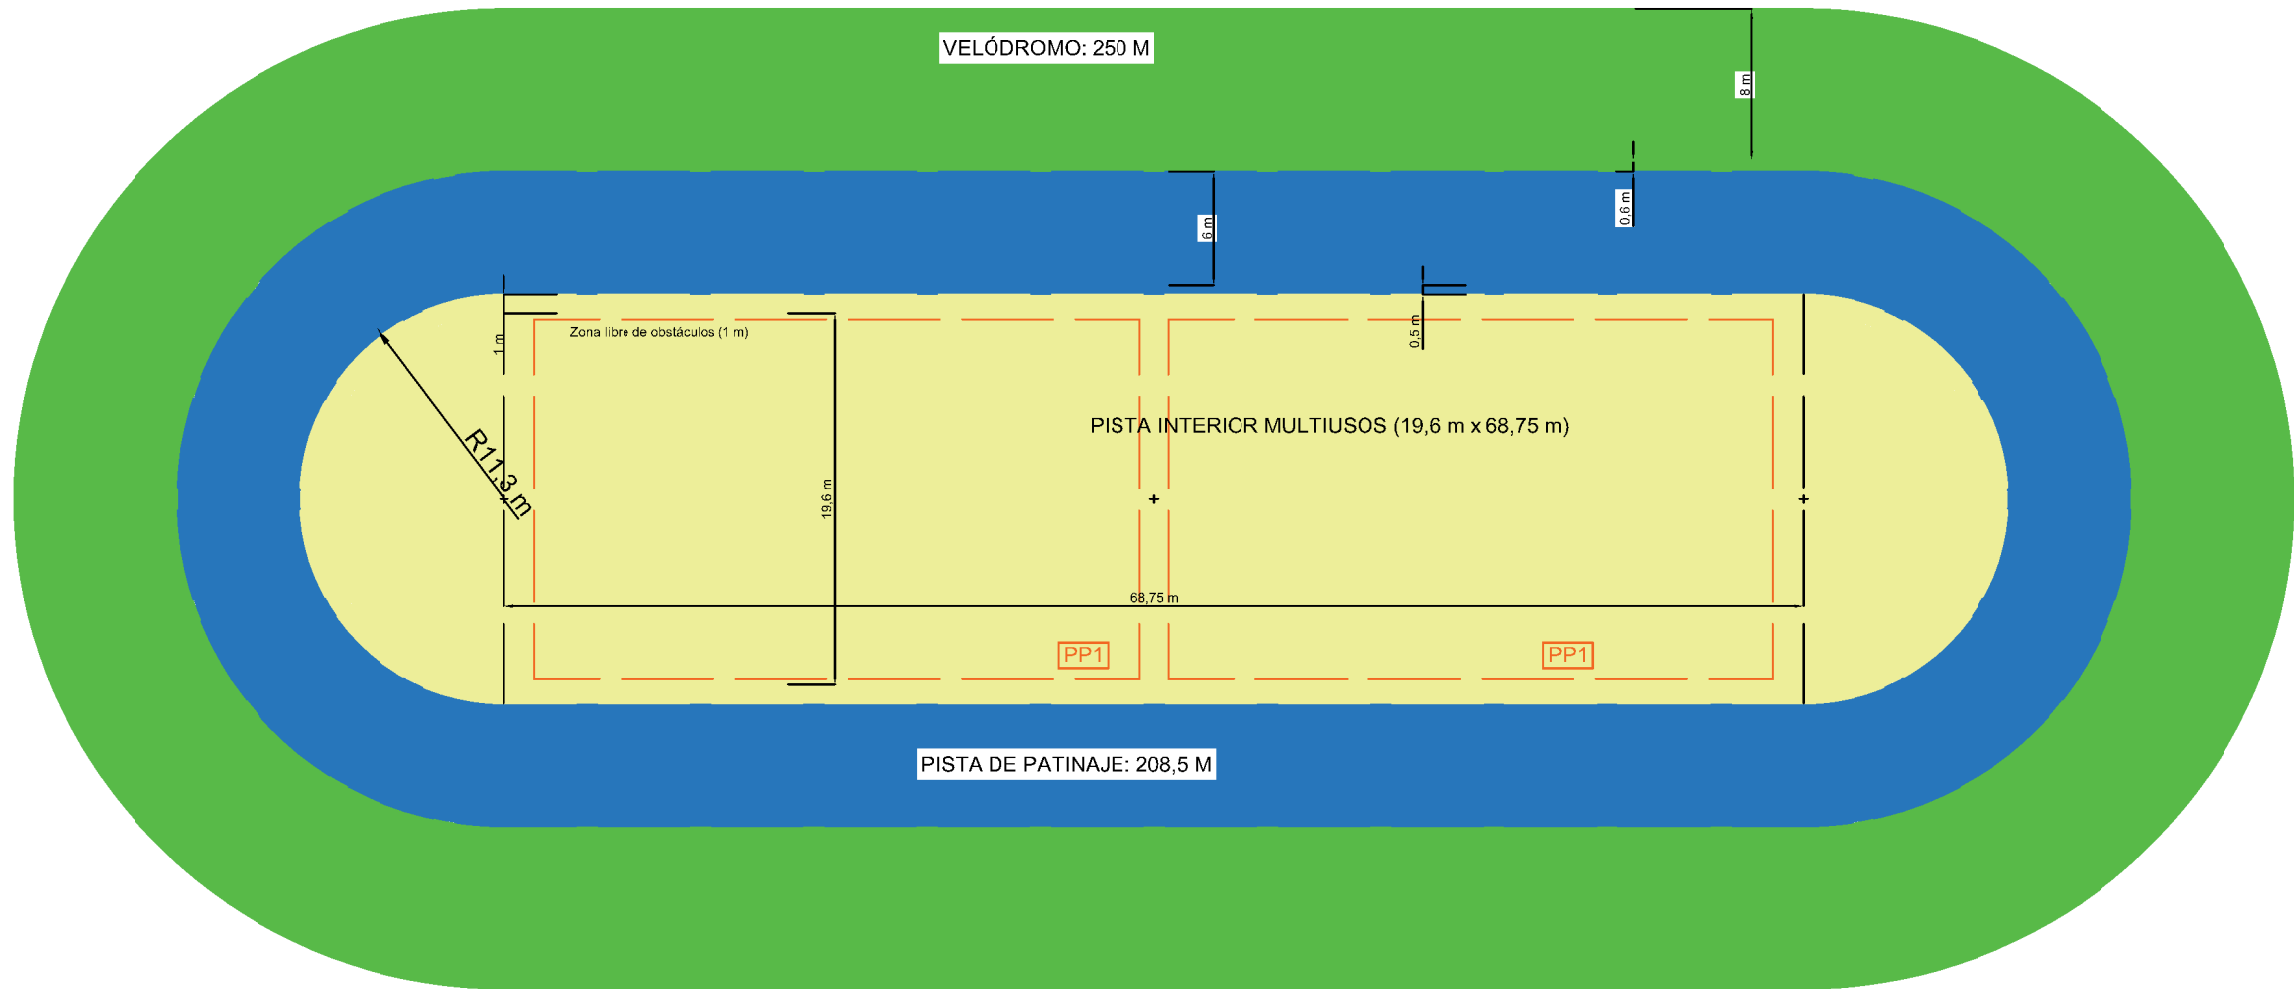 VELÓDROMO: 250 M
8 m
0,6 m
6 m
1 m
Zona libre de obstáculos (1 m)
0,5 m
R11,3 m
PISTA INTERIOR MULTIUSOS (19,6 m x 68,75 m)
19,6 m
68,75 m
PP1
PP1
PISTA DE PATINAJE: 208,5 M